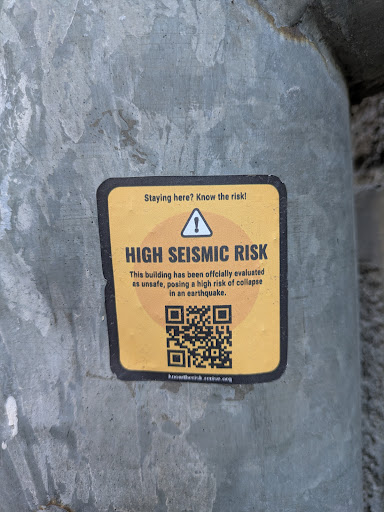 Staying here? Know the risk!
HIGH SEISMIC RISK
This building has been offcially evaluated
as unsafe, posing a high risk of collapse
in an earthquake.